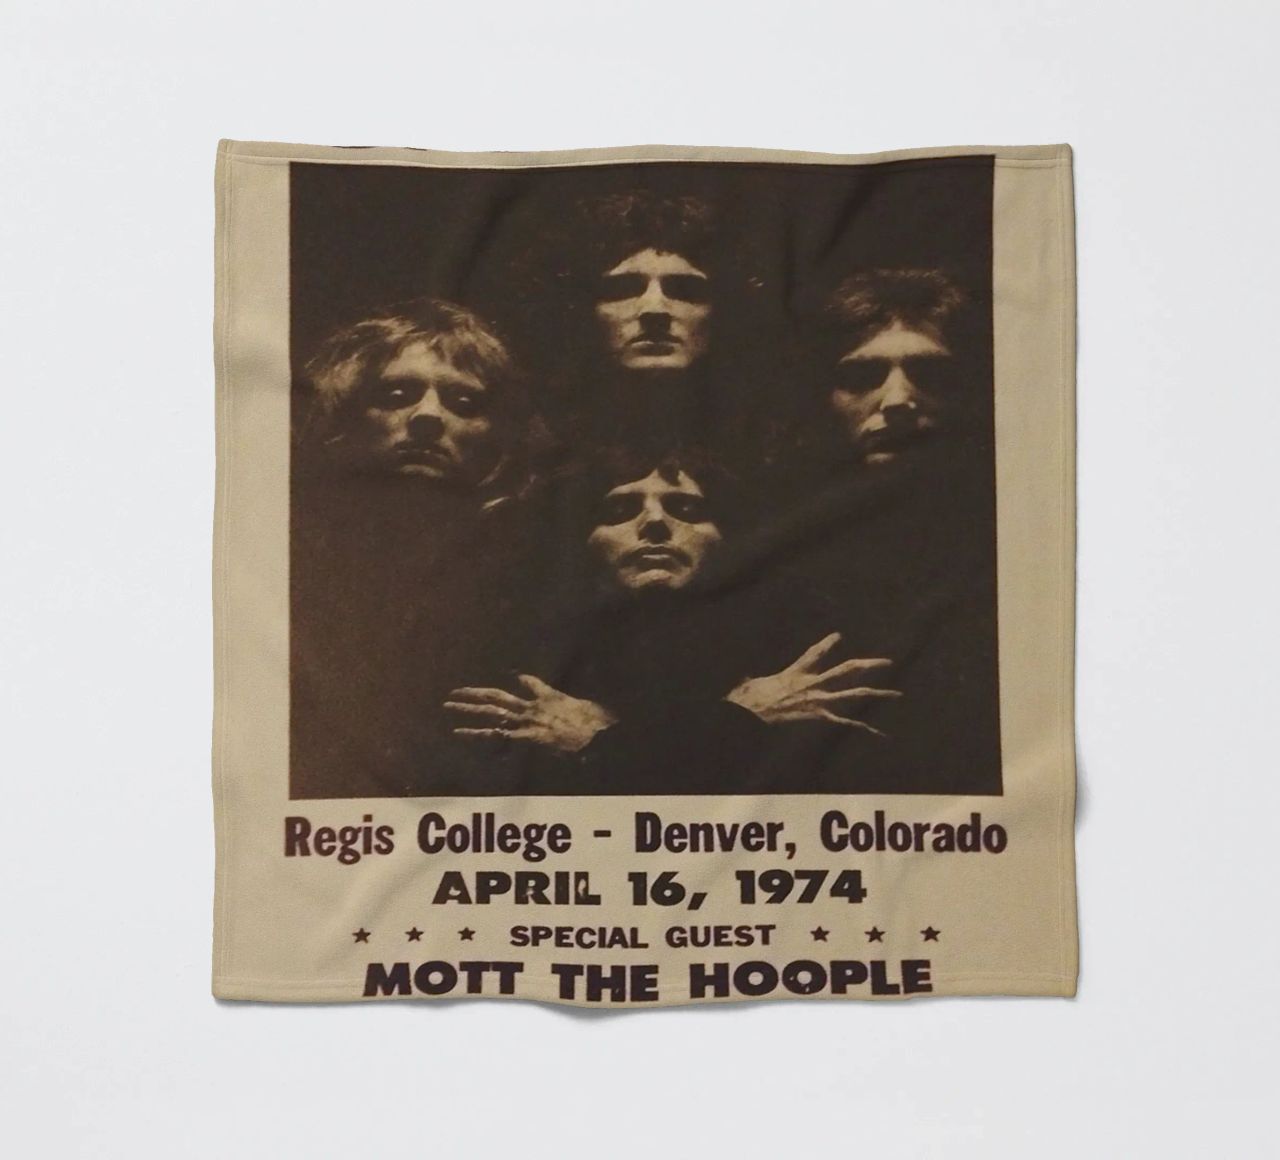 Regis College - Denver, Colorado
APRIL 16, 1974
★ ★ ★ SPECIAL GUEST ★ ★ ★
MOTT THE HOOPLE